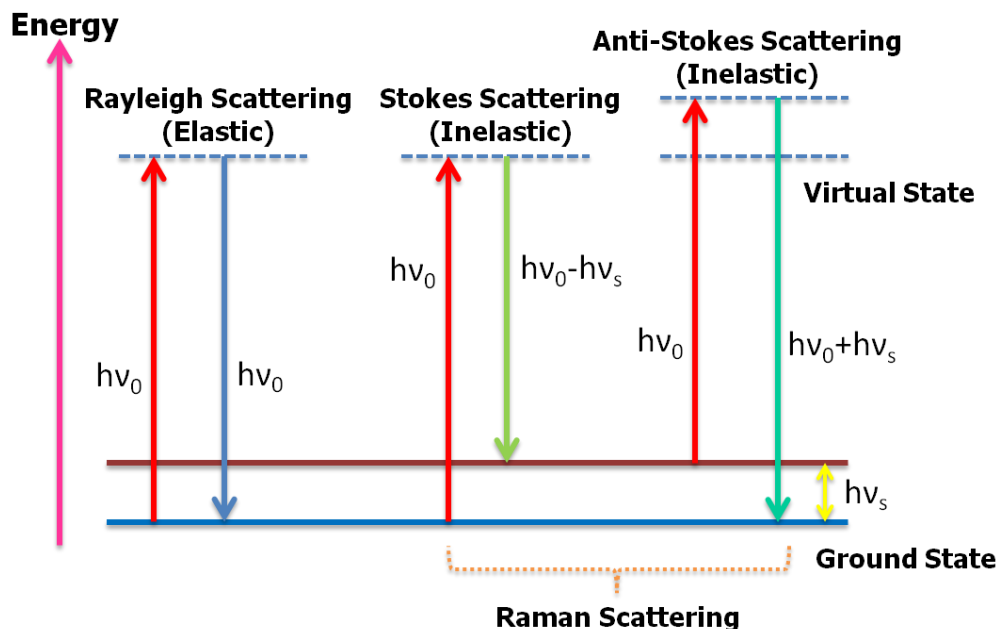 Energy
Rayleigh Scattering
(Elastic)
Stokes Scattering
(Inelastic)
Anti-Stokes Scattering
(Inelastic)
Virtual State
hν₀
hν₀
hν₀
hν₀-hνₛ
hν₀
hν₀+hνₛ
hνₛ
Ground State
Raman Scattering